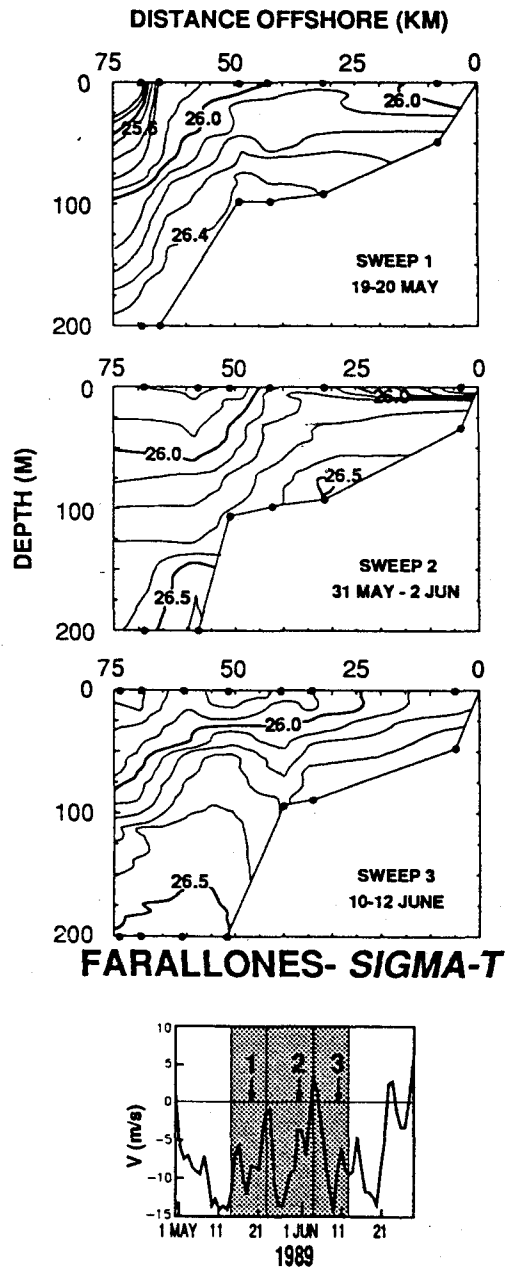 DISTANCE OFFSHORE (KM)
75 50 25 0
0
100
200
25.6
26.0
26.0
26.4
SWEEP 1
19-20 MAY
75 50 25 0
0
100
200
DEPTH (M)
26.0
26.0
26.5
26.5
SWEEP 2
31 MAY - 2 JUN
75 50 25 0
0
100
200
26.0
26.5
SWEEP 3
10-12 JUNE
FARALLONES- SIGMA-T
10
5
0
-5
-10
-15
V (m/s)
1 2 3
1 MAY 11 21 1 JUN 11 21
1989